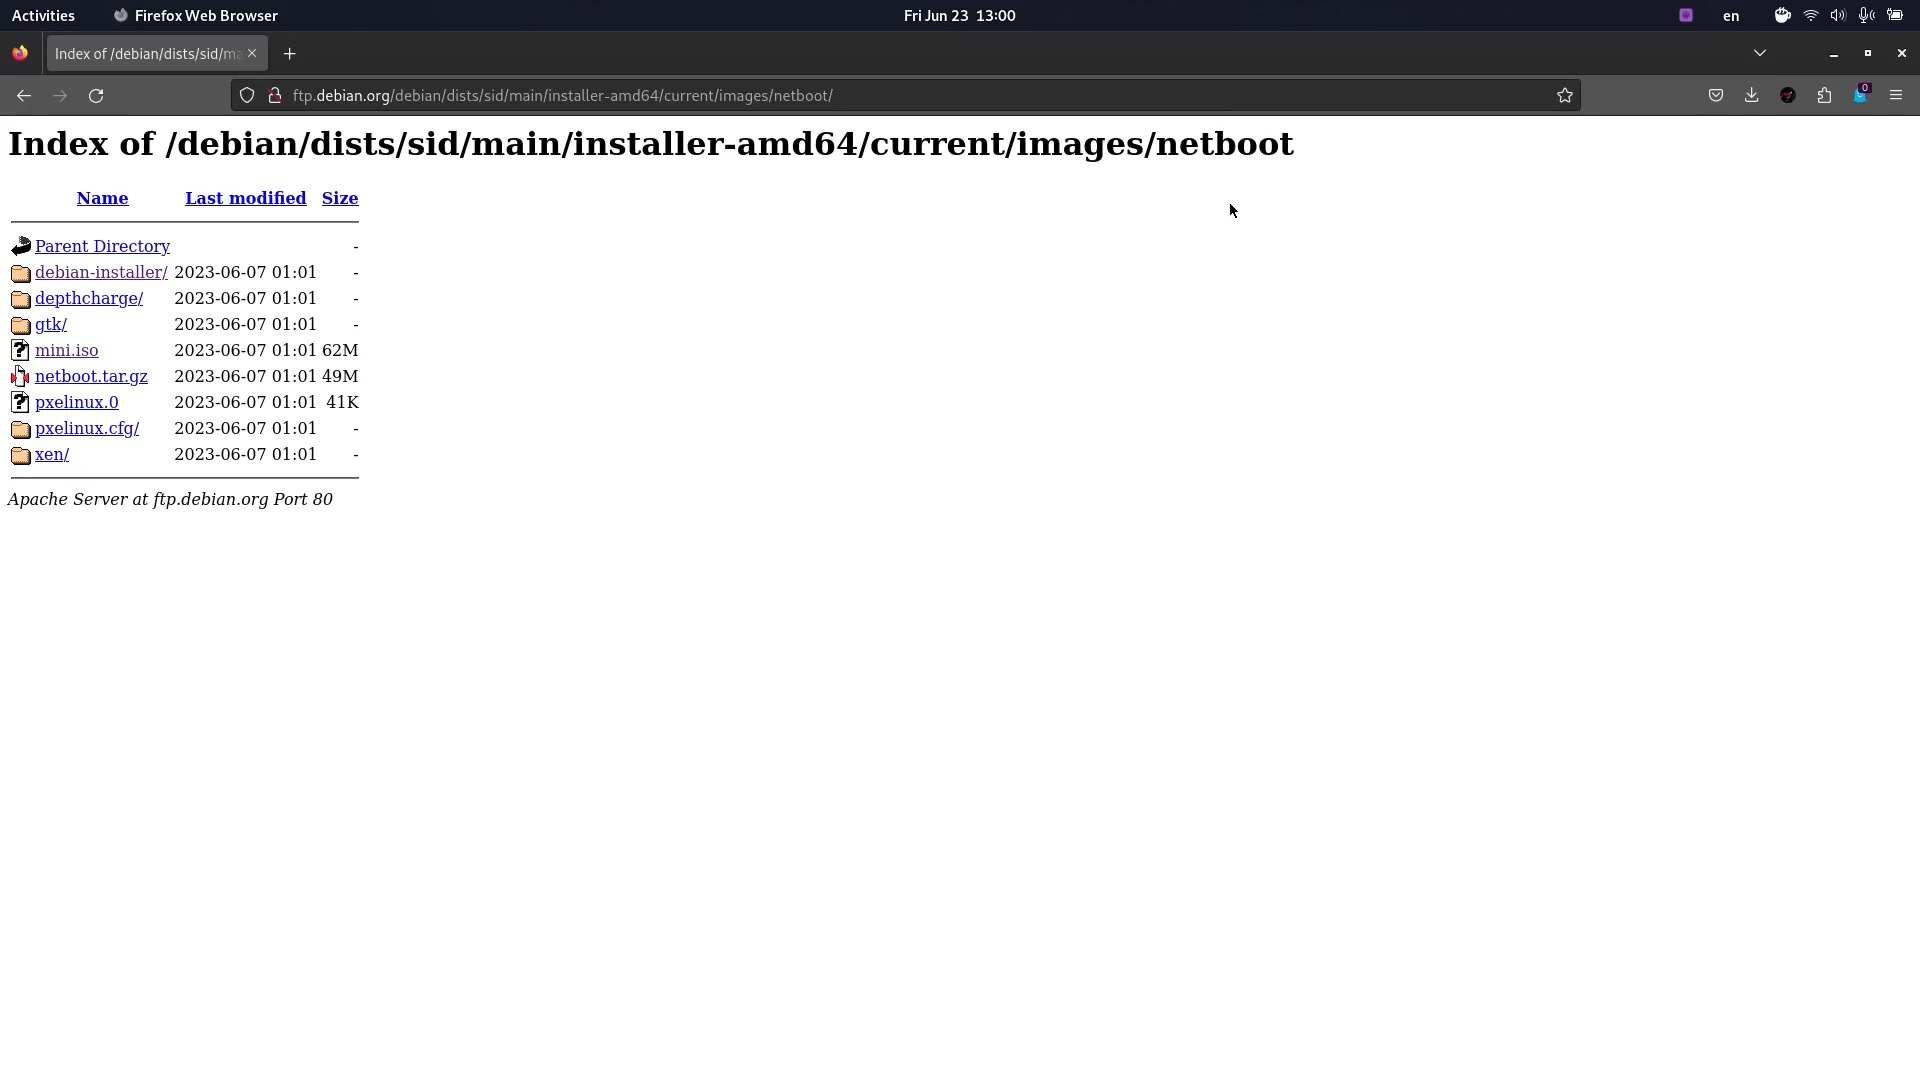 Activities Firefox Web Browser Fri Jun 23 13:00 en
Index of /debian/dists/sid/ma
ftp.debian.org/debian/dists/sid/main/installer-amd64/current/images/netboot/ 0
Index of /debian/dists/sid/main/installer-amd64/current/images/netboot
Name Last modified Size
Parent Directory -
debian-installer/ 2023-06-07 01:01 -
depthcharge/ 2023-06-07 01:01 -
gtk/ 2023-06-07 01:01 -
mini.iso 2023-06-07 01:01 62M
netboot.tar.gz 2023-06-07 01:01 49M
pxelinux.0 2023-06-07 01:01 41K
pxelinux.cfg/ 2023-06-07 01:01 -
xen/ 2023-06-07 01:01 -
Apache Server at ftp.debian.org Port 80